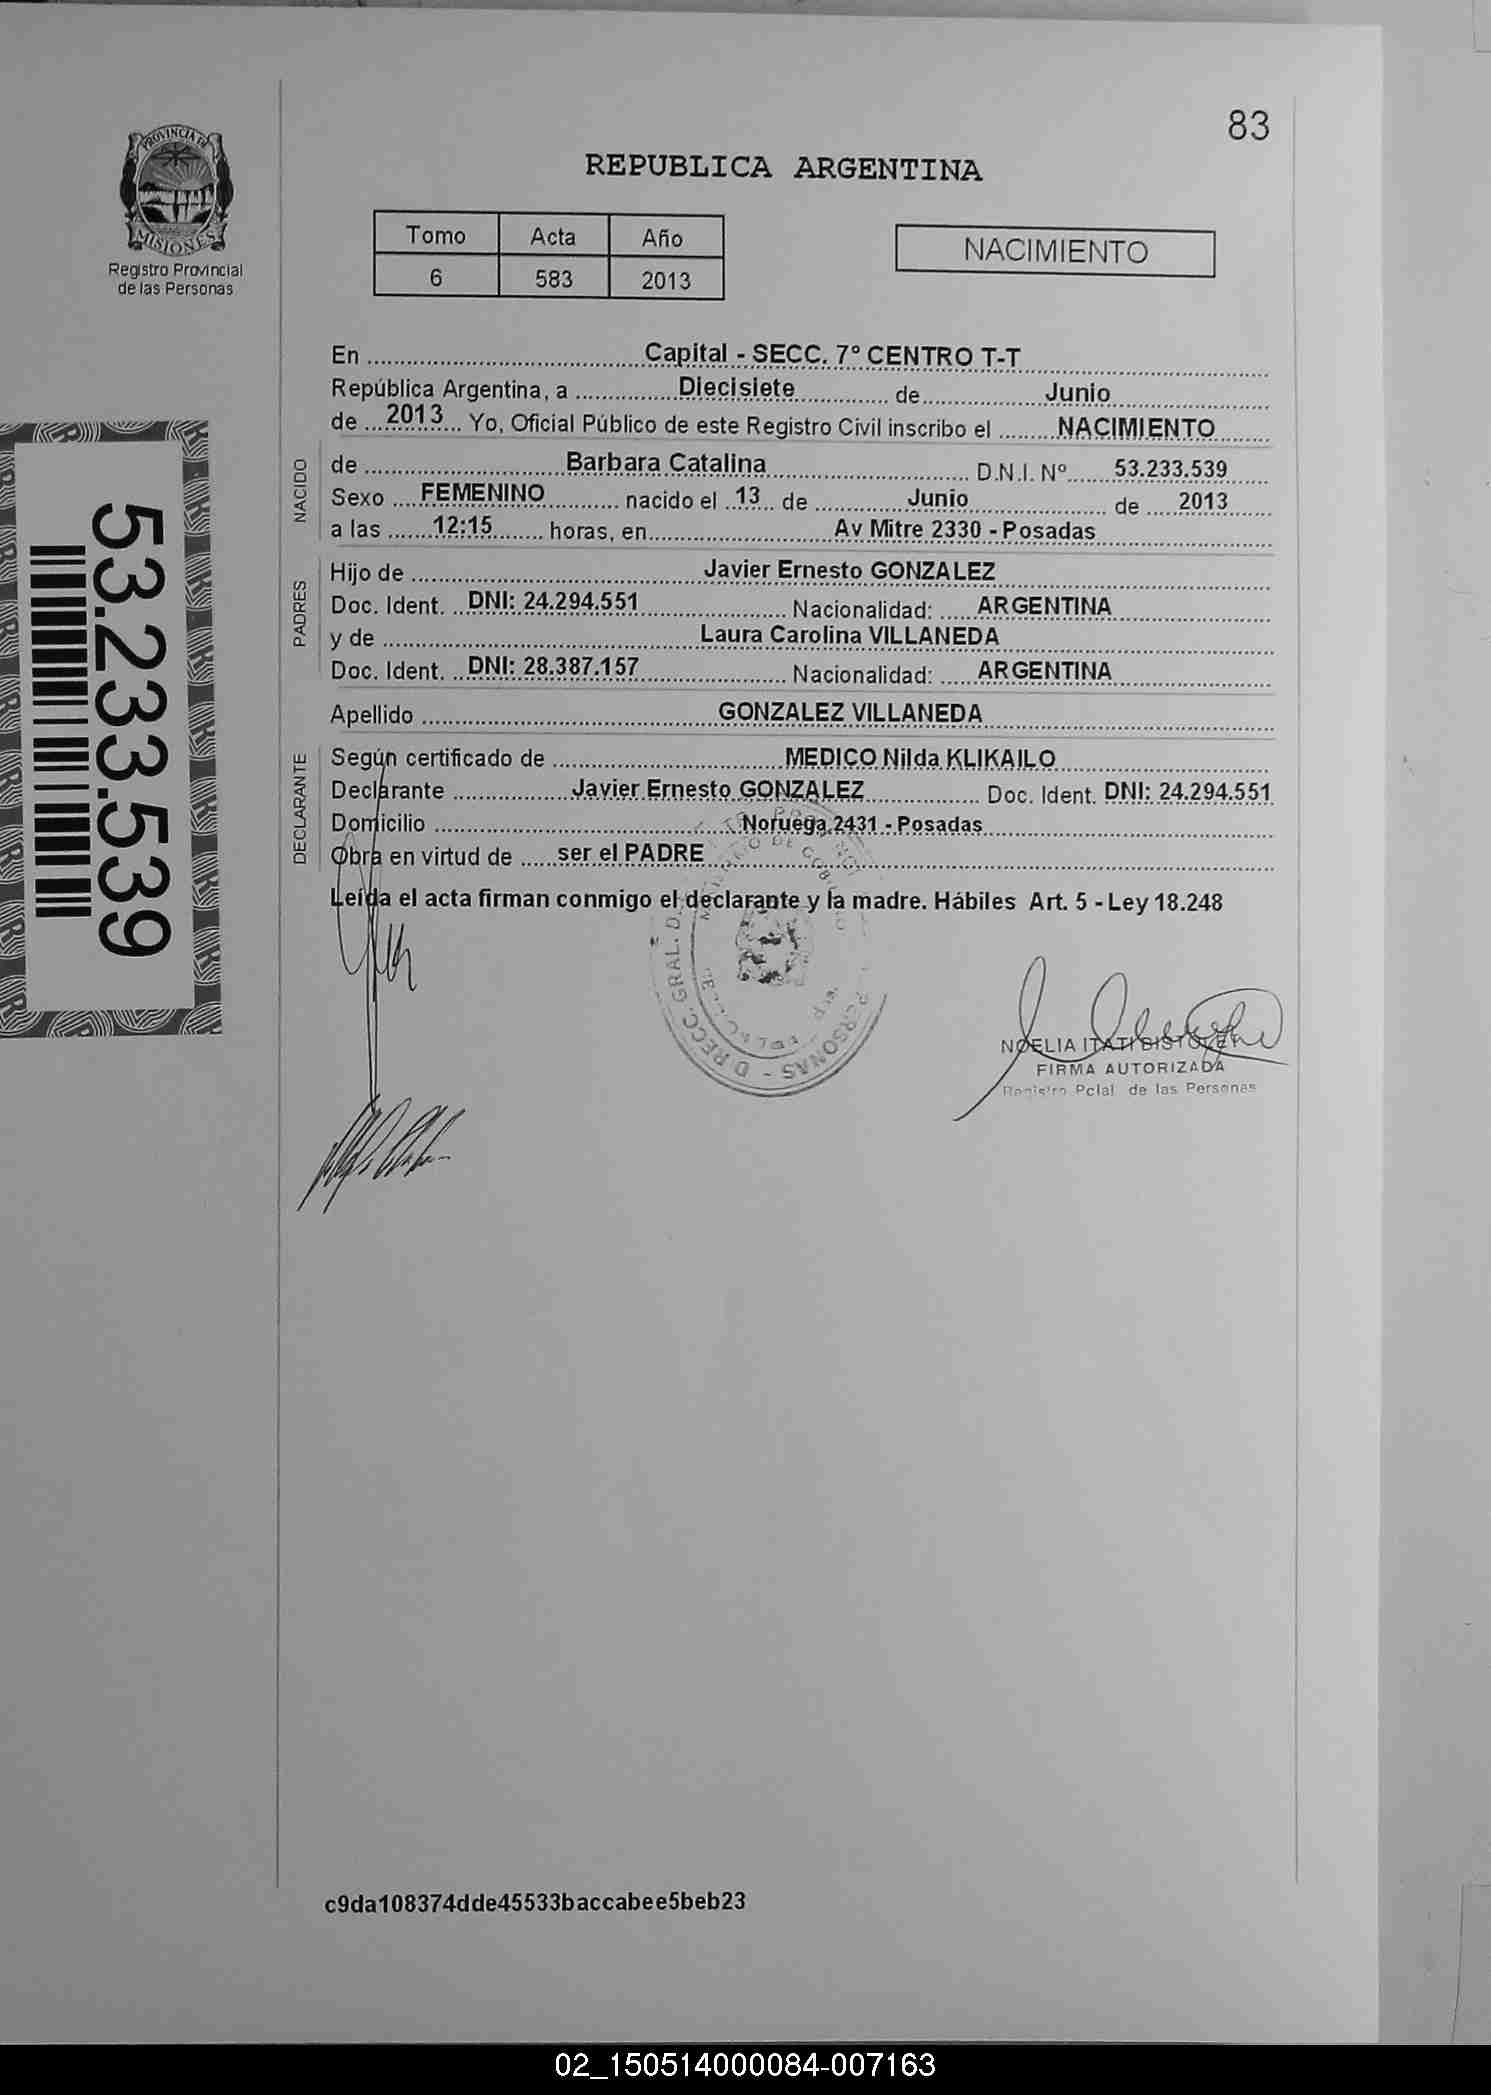 83
PROVINCIA DE
MISIONES
Registro Provincial
de las Personas
REPUBLICA ARGENTINA
Tomo Acta Año
6 583 2013
NACIMIENTO
En Capital - SECC. 7° CENTRO T-T
República Argentina, a Diecisiete de Junio
de 2013 Yo, Oficial Público de este Registro Civil inscribo el NACIMIENTO
NACIDO
de Barbara Catalina D.N.I. Nº 53.233.539
Sexo FEMENINO nacido el 13 de Junio de 2013
a las 12:15 horas, en Av Mitre 2330 - Posadas
PADRES
Hijo de Javier Ernesto GONZALEZ
Doc. Ident. DNI: 24.294.551 Nacionalidad: ARGENTINA
y de Laura Carolina VILLANEDA
Doc. Ident. DNI: 28.387.157 Nacionalidad: ARGENTINA
Apellido GONZALEZ VILLANEDA
DECLARANTE
Según certificado de MEDICO Nilda KLIKAILO
Declarante Javier Ernesto GONZALEZ Doc. Ident. DNI: 24.294.551
Domicilio Noruega 2431 - Posadas
Obra en virtud de ser el PADRE
Leída el acta firman conmigo el declarante y la madre. Hábiles Art. 5 - Ley 18.248
53.233.539
NOELIA ITATI
FIRMA AUTORIZADA
Registro Pcial de las Personas
PERSONAS -
GRAL. D
c9da108374dde45533baccabee5beb23
02_150514000084-007163